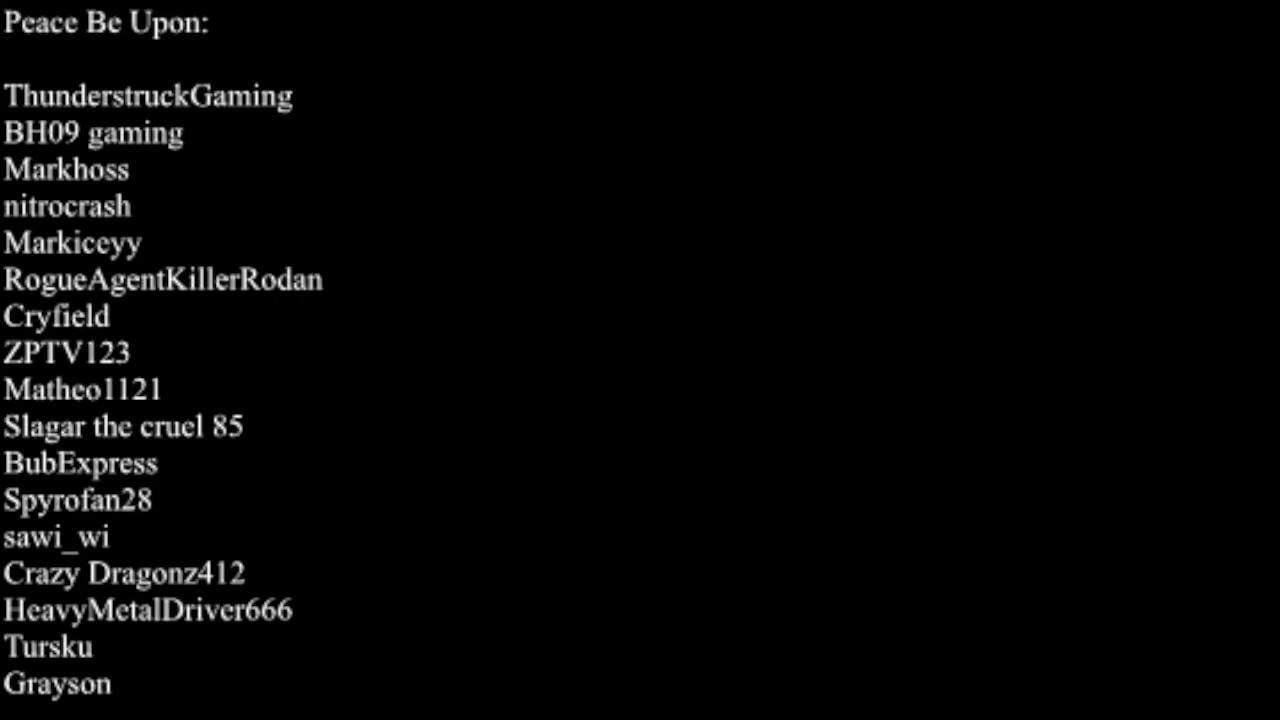 Peace Be Upon:
ThunderstruckGaming
BH09 gaming
Markhoss
nitrocrash
Markiceyy
RogueAgentKillerRodan
Cryfield
ZPTV123
Matheo1121
Slagar the cruel 85
BubExpress
Spyrofan28
sawi_wi
Crazy Dragonz412
HeavyMetalDriver666
Tursku
Grayson